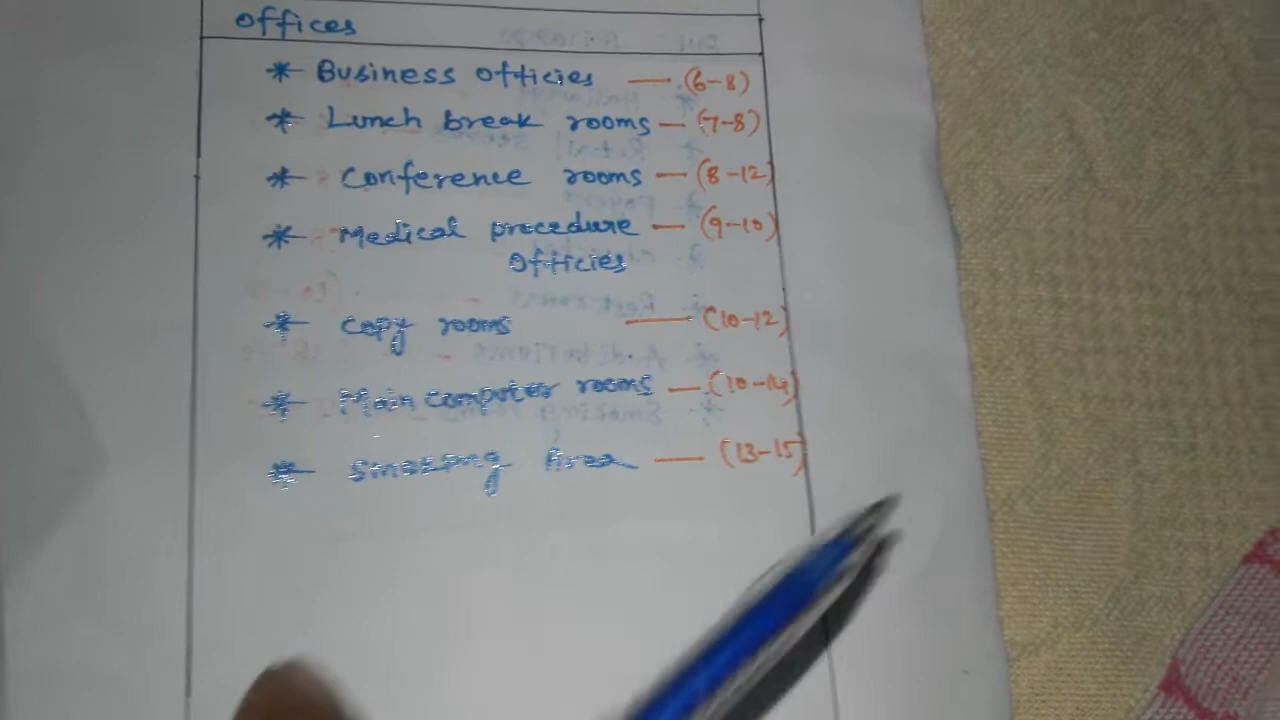 Offices
* Business officies — (6-8)
* Lunch break rooms — (7-8)
* Conference rooms — (8-12)
* Medical procedure — (9-10)
officies
* Copy rooms — (10-12)
* Main computer rooms — (10-14)
* Smoking Area — (13-15)